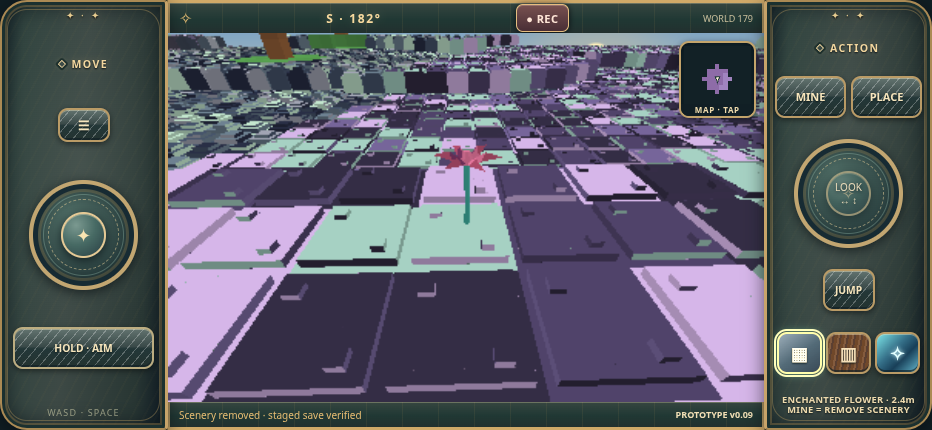 MOVE
HOLD · AIM
WASD · SPACE
S · 182°
● REC
WORLD 179
MAP · TAP
Scenery removed · staged save verified
PROTOTYPE v0.09
ACTION
MINE
PLACE
LOOK
JUMP
ENCHANTED FLOWER · 2.4m
MINE = REMOVE SCENERY